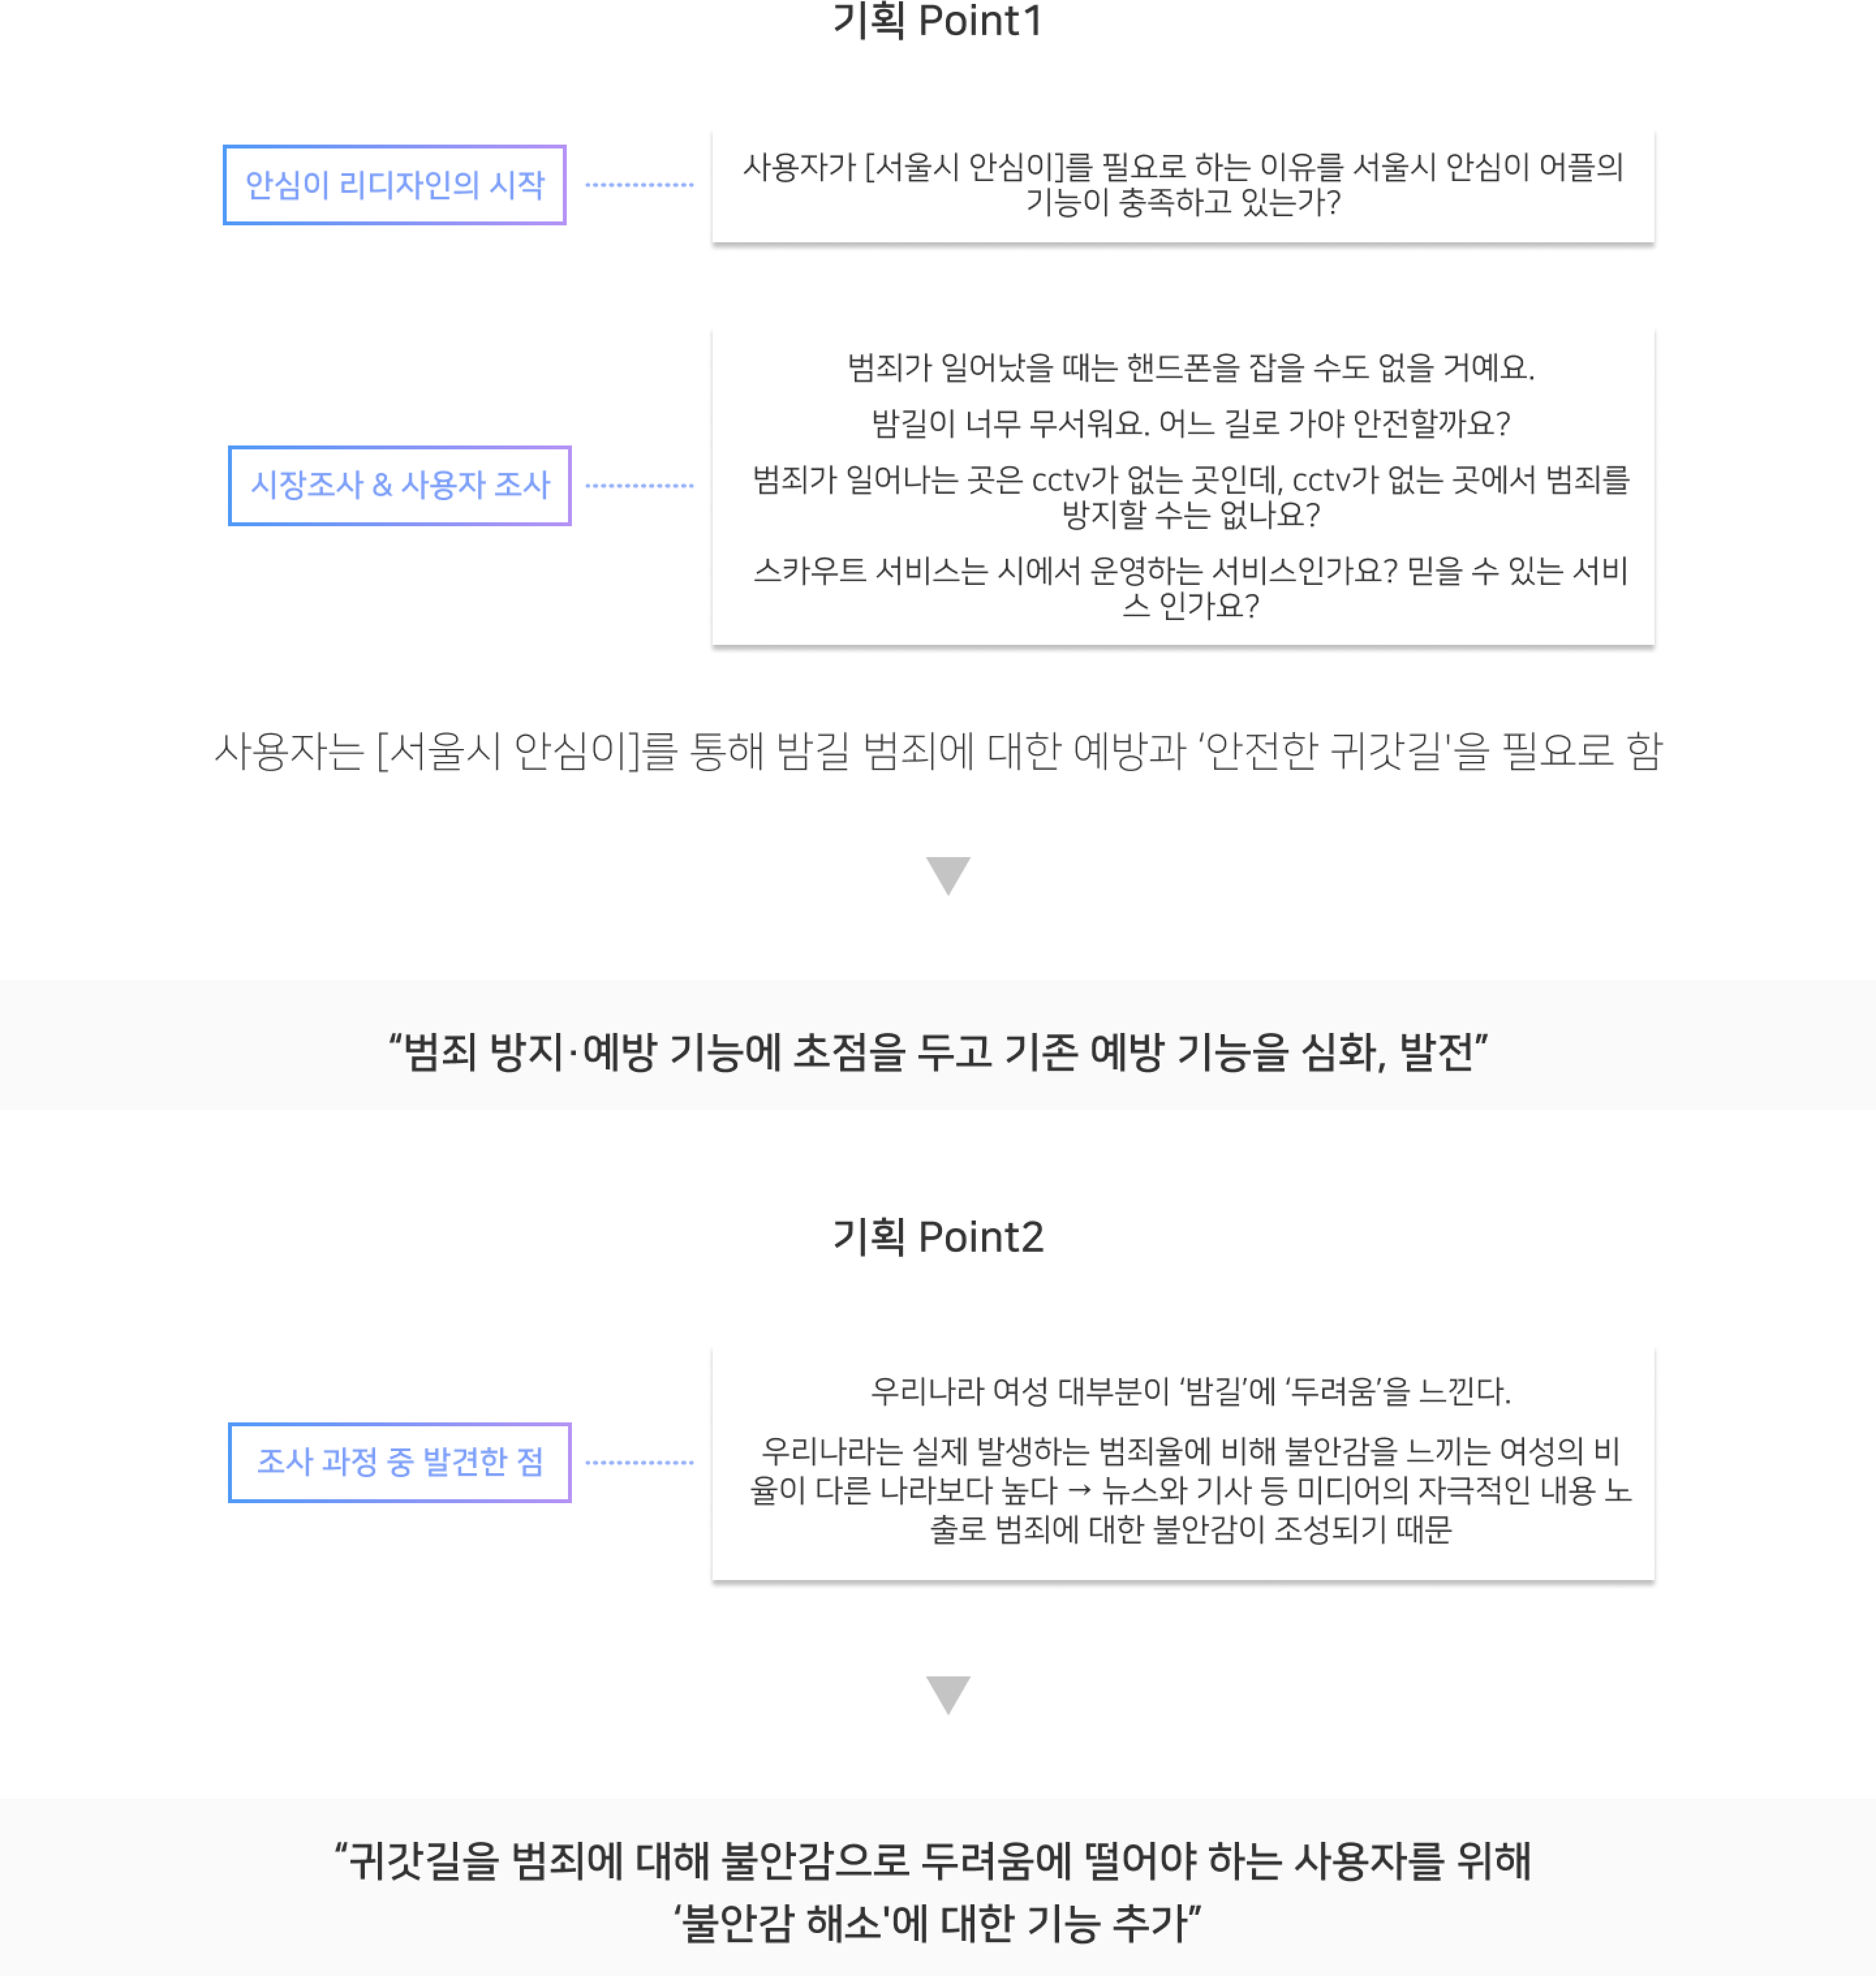 기획 Point1
안심이 리디자인의 시작
사용자가 [서울시 안심이]를 필요로 하는 이유를 서울시 안심이 어플의
기능이 충족하고 있는가?
시장조사 & 사용자 조사
범죄가 일어났을 때는 핸드폰을 잡을 수도 없을 거예요.
밤길이 너무 무서워요. 어느 길로 가야 안전할까요?
범죄가 일어나는 곳은 cctv가 없는 곳인데, cctv가 없는 곳에서 범죄를
방지할 수는 없나요?
스카우트 서비스는 시에서 운영하는 서비스인가요? 믿을 수 있는 서비
스 인가요?
사용자는 [서울시 안심이]를 통해 밤길 범죄에 대한 예방과 ‘안전한 귀갓길'을 필요로 함
“범죄 방지·예방 기능에 초점을 두고 기존 예방 기능을 심화, 발전”
기획 Point2
조사 과정 중 발견한 점
우리나라 여성 대부분이 ‘밤길’에 ‘두려움’을 느낀다.
우리나라는 실제 발생하는 범죄율에 비해 불안감을 느끼는 여성의 비
율이 다른 나라보다 높다 → 뉴스와 기사 등 미디어의 자극적인 내용 노
출로 범죄에 대한 불안감이 조성되기 때문
“귀갓길을 범죄에 대해 불안감으로 두려움에 떨어야 하는 사용자를 위해
‘불안감 해소'에 대한 기능 추가”